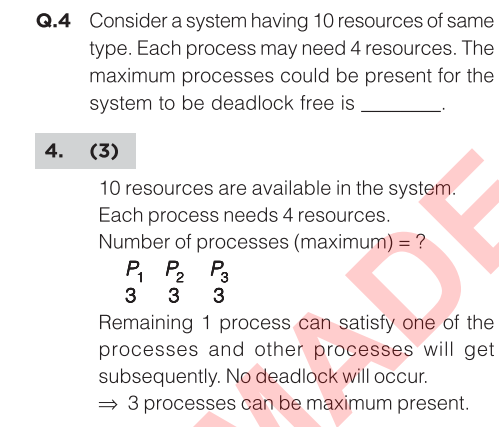 Q.4 Consider a system having 10 resources of same
type. Each process may need 4 resources. The
maximum processes could be present for the
system to be deadlock free is ________.
4. (3)
10 resources are available in the system.
Each process needs 4 resources.
Number of processes (maximum) = ?
P₁ P₂ P₃
3 3 3
Remaining 1 process can satisfy one of the
processes and other processes will get
subsequently. No deadlock will occur.
⇒ 3 processes can be maximum present.
MADE